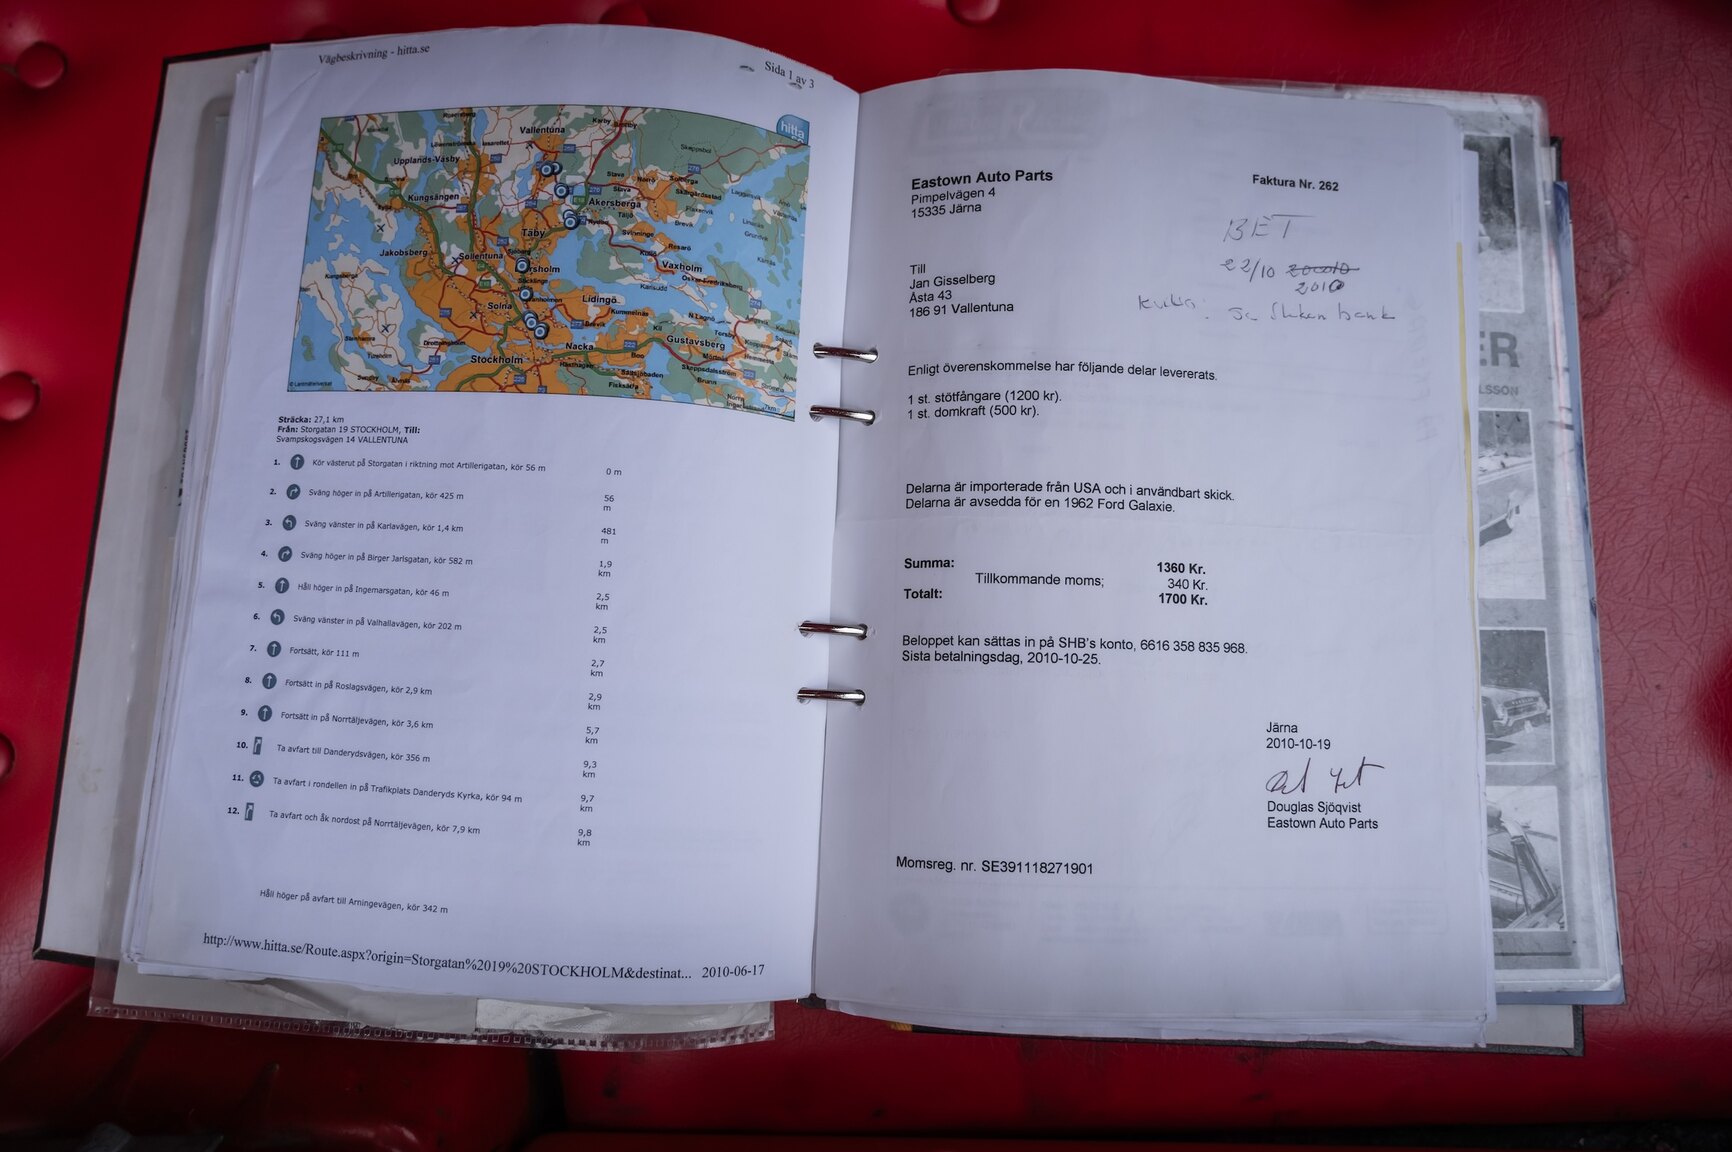 Vägbeskrivning - hitta.se
Sida 1 av 3
hitta
Vallentuna
Upplands-Väsby
Kungsängen
Åkersberga
Täby
Jakobsberg
Sollentuna
Vaxholm
Lidingö
Solna
Stockholm
Nacka
Gustavsberg
Sträcka: 27,1 km
Från: Storgatan 19 STOCKHOLM, Till:
Svampskogsvägen 14 VALLENTUNA
1. Kör västerut på Storgatan i riktning mot Artillerigatan, kör 56 m 0 m
2. Sväng höger in på Artillerigatan, kör 425 m 56
m
3. Sväng vänster in på Karlavägen, kör 1,4 km 481
m
4. Sväng höger in på Birger Jarlsgatan, kör 582 m 1,9
km
5. Håll höger in på Ingemarsgatan, kör 46 m 2,5
km
6. Sväng vänster in på Valhallavägen, kör 202 m 2,5
km
7. Fortsätt, kör 111 m 2,7
km
8. Fortsätt in på Roslagsvägen, kör 2,9 km 2,9
km
9. Fortsätt in på Norrtäljevägen, kör 3,6 km 5,7
km
10. Ta avfart till Danderydsvägen, kör 356 m 9,3
km
11. Ta avfart i rondellen in på Trafikplats Danderyds Kyrka, kör 94 m 9,7
km
12. Ta avfart och åk nordost på Norrtäljevägen, kör 7,9 km 9,8
km
Håll höger på avfart till Arningevägen, kör 342 m
http://www.hitta.se/Route.aspx?origin=Storgatan%2019%20STOCKHOLM&destinat... 2010-06-17
Eastown Auto Parts
Pimpelvägen 4
15335 Järna
Faktura Nr. 262
BET
22/10
2010
Till
Jan Gisselberg
Åsta 43
186 91 Vallentuna
Enligt överenskommelse har följande delar levererats.
1 st. stötfångare (1200 kr).
1 st. domkraft (500 kr).
Delarna är importerade från USA och i användbart skick.
Delarna är avsedda för en 1962 Ford Galaxie.
Summa: 1360 Kr.
Tillkommande moms; 340 Kr.
Totalt: 1700 Kr.
Beloppet kan sättas in på SHB's konto, 6616 358 835 968.
Sista betalningsdag, 2010-10-25.
Järna
2010-10-19
Douglas Sjöqvist
Eastown Auto Parts
Momsreg. nr. SE391118271901
ER
LSSON